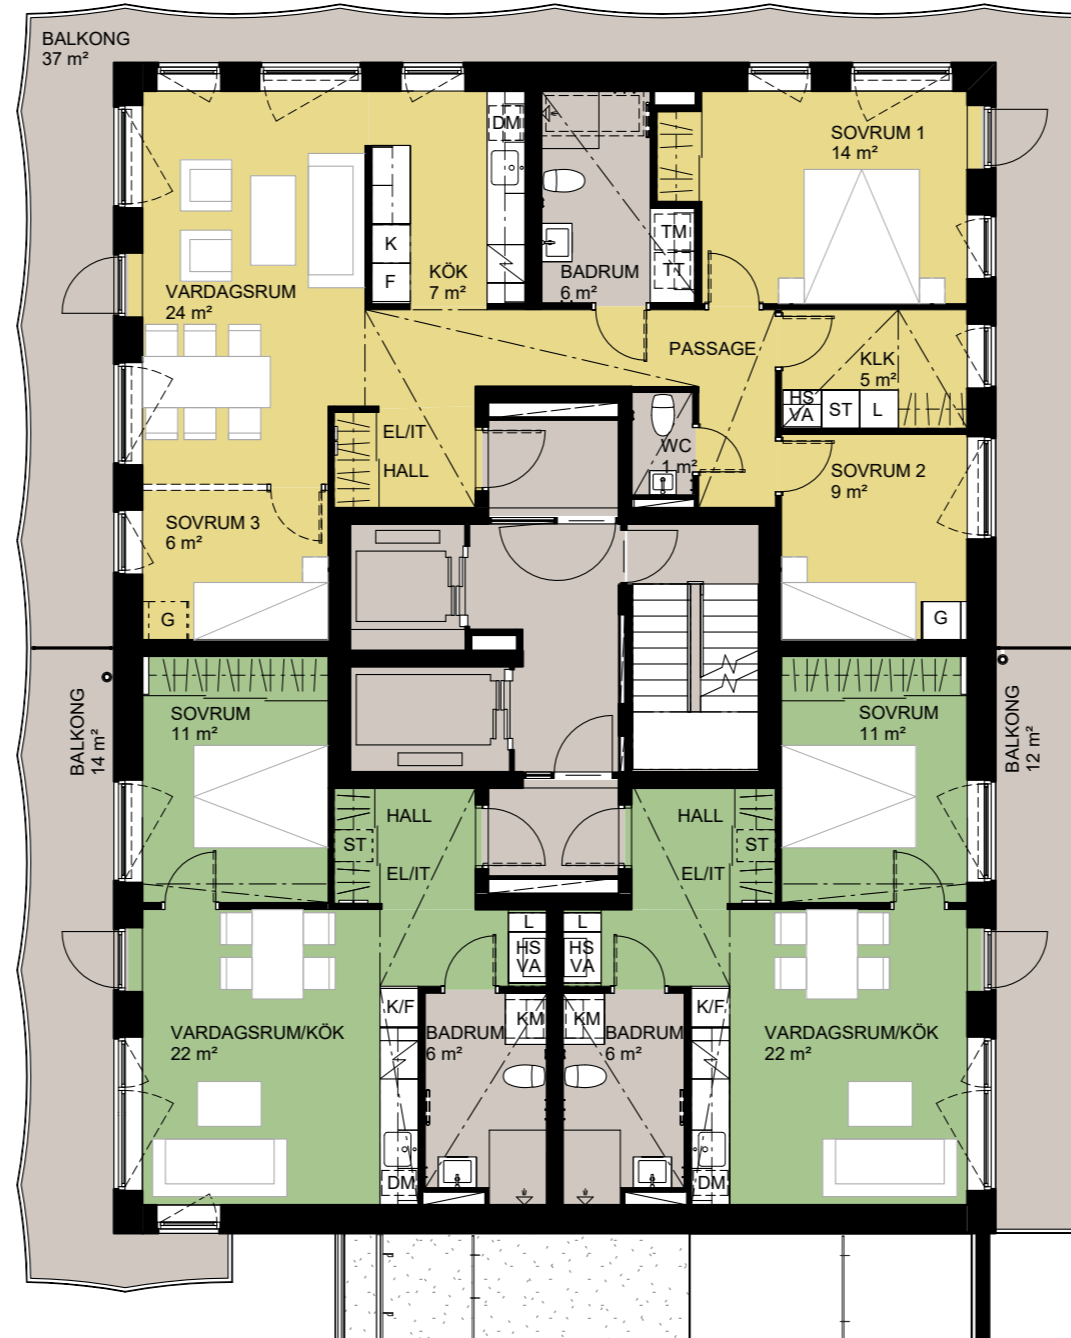 BALKONG
37 m²
DM
SOVRUM 1
14 m²
K
F
KÖK
7 m²
VARDAGSRUM
24 m²
BADRUM
6 m²
TM
TT
PASSAGE
KLK
5 m²
HS
VA
ST
L
EL/IT
HALL
WC
1 m²
SOVRUM 2
9 m²
SOVRUM 3
6 m²
G
G
BALKONG
14 m²
SOVRUM
11 m²
SOVRUM
11 m²
BALKONG
12 m²
HALL
ST
EL/IT
HALL
ST
EL/IT
L
HS
VA
L
HS
VA
K/F
KM
KM
K/F
VARDAGSRUM/KÖK
22 m²
BADRUM
6 m²
BADRUM
6 m²
VARDAGSRUM/KÖK
22 m²
DM
DM